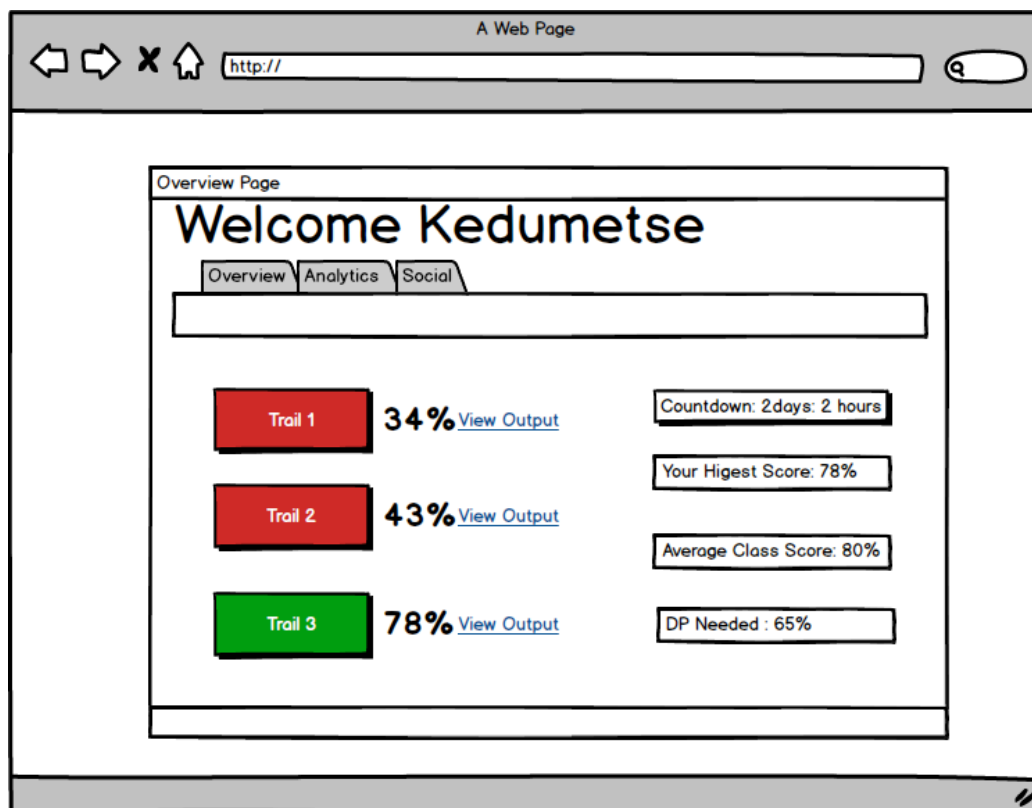 A Web Page
http://
Overview Page
Welcome Kedumetse
Overview Analytics Social
Trail 1 34% View Output
Countdown: 2days: 2 hours
Your Higest Score: 78%
Trail 2 43% View Output
Average Class Score: 80%
Trail 3 78% View Output
DP Needed : 65%